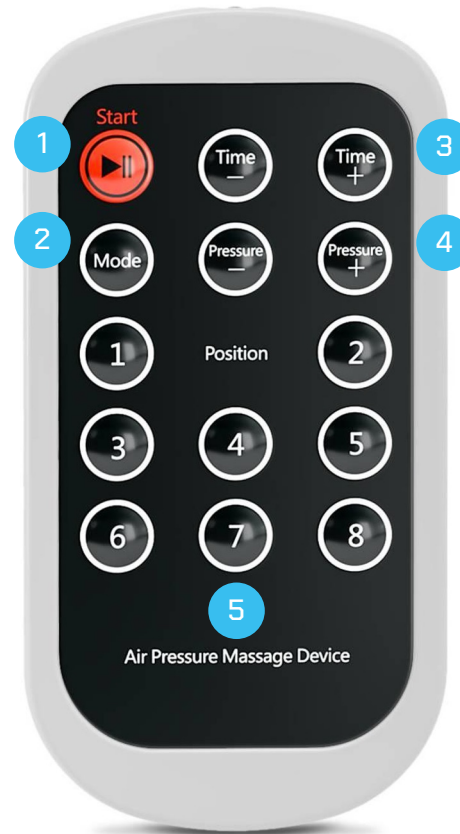 Start
1
Time
−
Time
+
3
2
Mode
Pressure
−
Pressure
+
4
1
Position
2
3
4
5
6
7
8
5
Air Pressure Massage Device